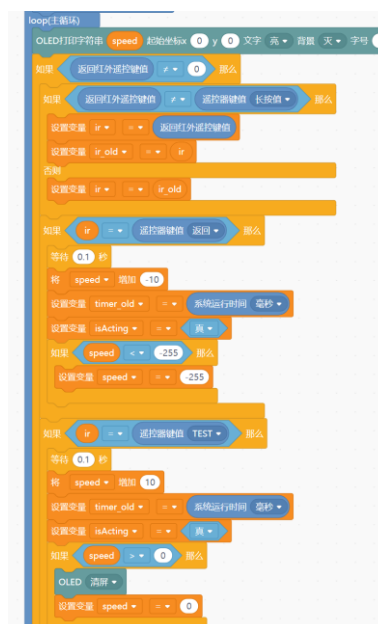 loop(主循环)
OLED打印字符串 speed 起始坐标x 0 y 0 文字 亮 背景 灭 字号
如果 返回红外遥控键值 ≠ 0 那么
如果 返回红外遥控键值 ≠ 遥控器键值 长按值 那么
设置变量 ir = 返回红外遥控键值
设置变量 ir_old = ir
否则
设置变量 ir = ir_old
如果 ir = 遥控器键值 返回 那么
等待 0.1 秒
将 speed 增加 -10
设置变量 timer_old = 系统运行时间 毫秒
设置变量 isActing = 真
如果 speed < -255 那么
设置变量 speed = -255
如果 ir = 遥控器键值 TEST 那么
等待 0.1 秒
将 speed 增加 10
设置变量 timer_old = 系统运行时间 毫秒
设置变量 isActing = 真
如果 speed > 0 那么
OLED 清屏
设置变量 speed = 0